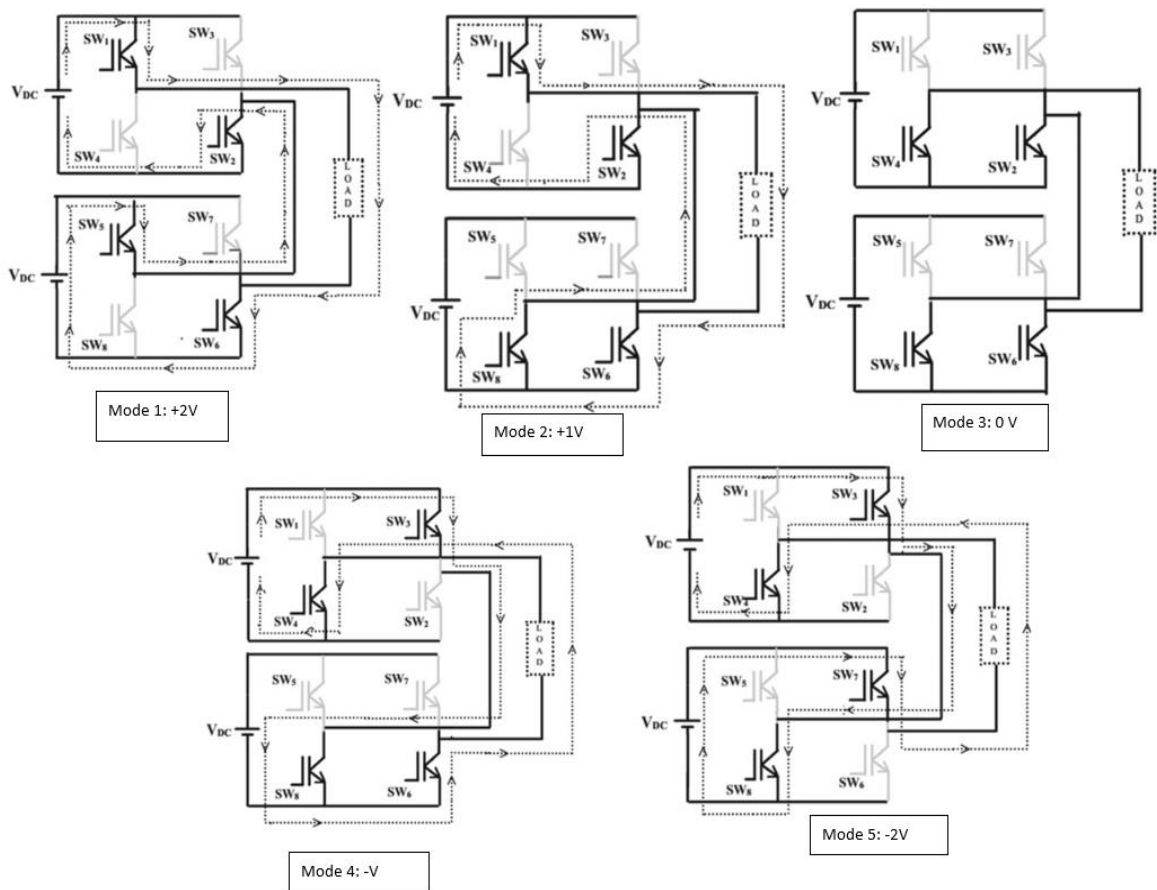 SW1
SW3
VDC
SW4
SW2
LOAD
SW5
SW7
VDC
SW8
SW6
Mode 1: +2V
SW1
SW3
VDC
SW4
SW2
LOAD
SW5
SW7
VDC
SW8
SW6
Mode 2: +1V
SW1
SW3
VDC
SW4
SW2
LOAD
SW5
SW7
VDC
SW8
SW6
Mode 3: 0 V
SW1
SW3
VDC
SW4
SW2
LOAD
SW5
SW7
VDC
SW8
SW6
Mode 4: -V
SW1
SW3
VDC
SW4
SW2
LOAD
SW5
SW7
VDC
SW8
SW6
Mode 5: -2V